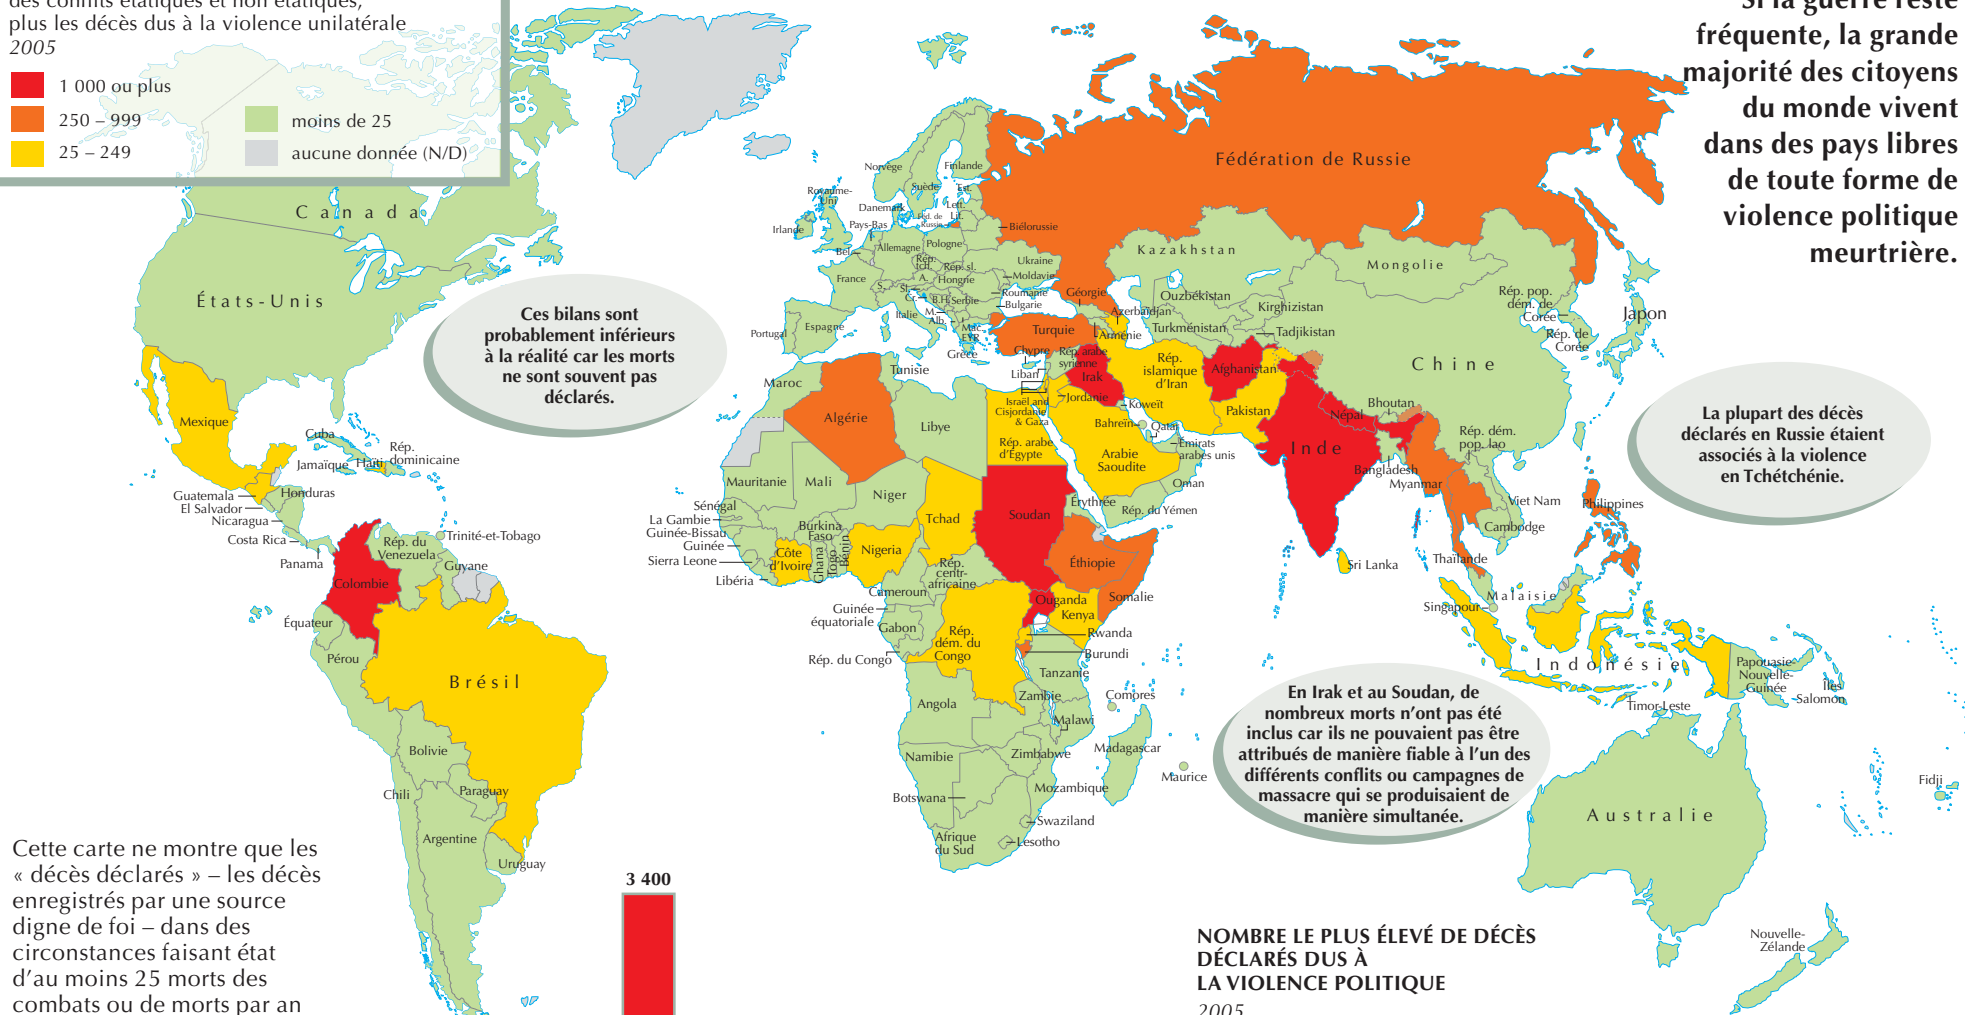 des conflits étatiques et non étatiques,
plus les décès dus à la violence unilatérale
2005
1 000 ou plus
250 – 999
25 – 249
moins de 25
aucune donnée (N/D)
Si la guerre reste
fréquente, la grande
majorité des citoyens
du monde vivent
dans des pays libres
de toute forme de
violence politique
meurtrière.
Ces bilans sont
probablement inférieurs
à la réalité car les morts
ne sont souvent pas
déclarés.
La plupart des décès
déclarés en Russie étaient
associés à la violence
en Tchétchénie.
En Irak et au Soudan, de
nombreux morts n'ont pas été
inclus car ils ne pouvaient pas être
attribués de manière fiable à l'un des
différents conflits ou campagnes de
massacre qui se produisaient de
manière simultanée.
Canada
États-Unis
Mexique
Cuba
Jamaïque
Haïti
Rép.
dominicaine
Guatemala
El Salvador
Honduras
Nicaragua
Costa Rica
Panama
Trinité-et-Tobago
Rép. du
Venezuela
Guyane
Colombie
Équateur
Pérou
Brésil
Bolivie
Paraguay
Chili
Argentine
Uruguay
Norvège
Finlande
Suède
Est.
Lett.
Lit.
Féd. de
Russie
Royaume-
Uni
Danemark
Irlande
Pays-Bas
Bel.
Allemagne
Pologne
Biélorussie
Rép.
tch.
Rép. sl.
Ukraine
France
A.
Hongrie
Moldavie
S.
Sl.
Cr.
B.H.
Serbie
Roumanie
Bulgarie
Italie
M.
Alb.
Mac.
EYR
Portugal
Espagne
Grèce
Fédération de Russie
Géorgie
Azerbaïdjan
Arménie
Turquie
Chypre
Rép. arabe
syrienne
Liban
Irak
Israël and
Cisjordanie
& Gaza
Jordanie
Koweït
Bahreïn
Qatar
Émirats
arabes unis
Arabie
Saoudite
Oman
Rép. du Yémen
Rép.
islamique
d'Iran
Kazakhstan
Ouzbékistan
Kirghizistan
Turkménistan
Tadjikistan
Afghanistan
Pakistan
Mongolie
Chine
Rép. pop.
dém. de
Corée
Rép. de
Corée
Japon
Népal
Bhoutan
Inde
Bangladesh
Myanmar
Rép. dém.
pop. lao
Viet Nam
Cambodge
Thaïlande
Philippines
Sri Lanka
Malaisie
Singapour
Indonésie
Timor-Leste
Papouasie-
Nouvelle-
Guinée
Îles
Salomon
Australie
Nouvelle-
Zélande
Fidji
Maroc
Algérie
Tunisie
Libye
Rép. arabe
d'Égypte
Mauritanie
Mali
Niger
Tchad
Soudan
Érythrée
Sénégal
La Gambie
Guinée-Bissau
Guinée
Sierra Leone
Libéria
Burkina
Faso
Côte
d'Ivoire
Ghana
Togo
Bénin
Nigeria
Cameroun
Rép.
centr-
africaine
Éthiopie
Somalie
Ouganda
Kenya
Guinée
équatoriale
Gabon
Rép. du Congo
Rép.
dém. du
Congo
Rwanda
Burundi
Tanzanie
Angola
Zambie
Malawi
Compres
Namibie
Zimbabwe
Madagascar
Maurice
Mozambique
Botswana
Swaziland
Lesotho
Afrique
du Sud
Cette carte ne montre que les
« décès déclarés » – les décès
enregistrés par une source
digne de foi – dans des
circonstances faisant état
d'au moins 25 morts des
combats ou de morts par an
3 400
NOMBRE LE PLUS ÉLEVÉ DE DÉCÈS
DÉCLARÉS DUS À
LA VIOLENCE POLITIQUE
2005